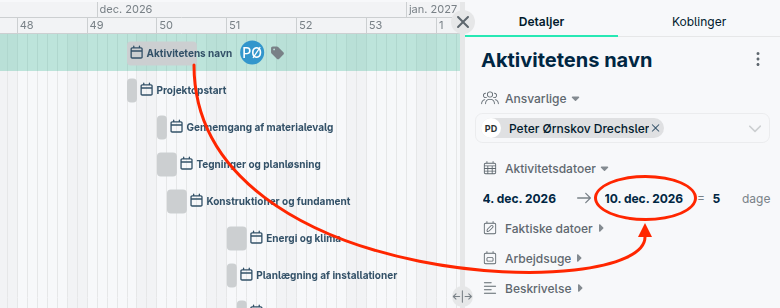 dec. 2026
jan. 2027
48
49
50
51
52
53
1
Aktivitetens navn
PØ
Projektopstart
Gennemgang af materialevalg
Tegninger og planløsning
Konstruktioner og fundament
Energi og klima
Planlægning af installationer
Detaljer
Koblinger
Aktivitetens navn
Ansvarlige
PD Peter Ørnskov Drechsler
Aktivitetsdatoer
4. dec. 2026 → 10. dec. 2026 = 5 dage
Faktiske datoer
Arbejdsuge
Beskrivelse